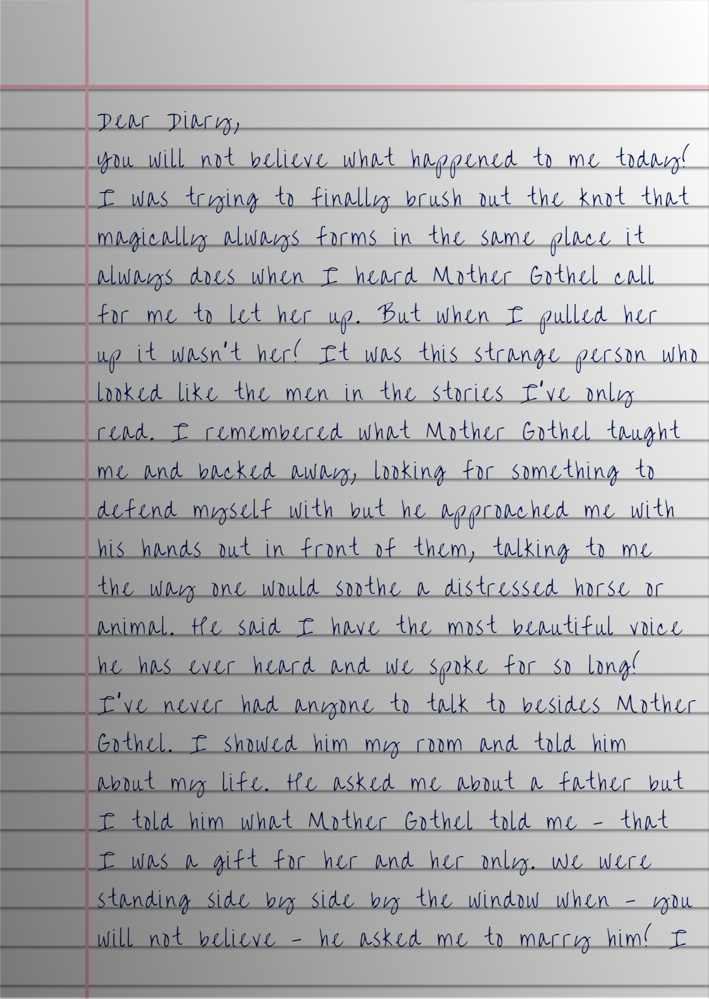 Dear Diary,
you will not believe what happened to me today!
I was trying to finally brush out the knot that
magically always forms in the same place it
always does when I heard Mother Gothel call
for me to let her up. But when I pulled her
up it wasn't her! It was this strange person who
looked like the men in the stories I've only
read. I remembered what Mother Gothel taught
me and backed away, looking for something to
defend myself with but he approached me with
his hands out in front of them, talking to me
the way one would soothe a distressed horse or
animal. He said I have the most beautiful voice
he has ever heard and we spoke for so long!
I've never had anyone to talk to besides Mother
Gothel. I showed him my room and told him
about my life. He asked me about a father but
I told him what Mother Gothel told me - that
I was a gift for her and her only. We were
standing side by side by the window when - you
will not believe - he asked me to marry him! I